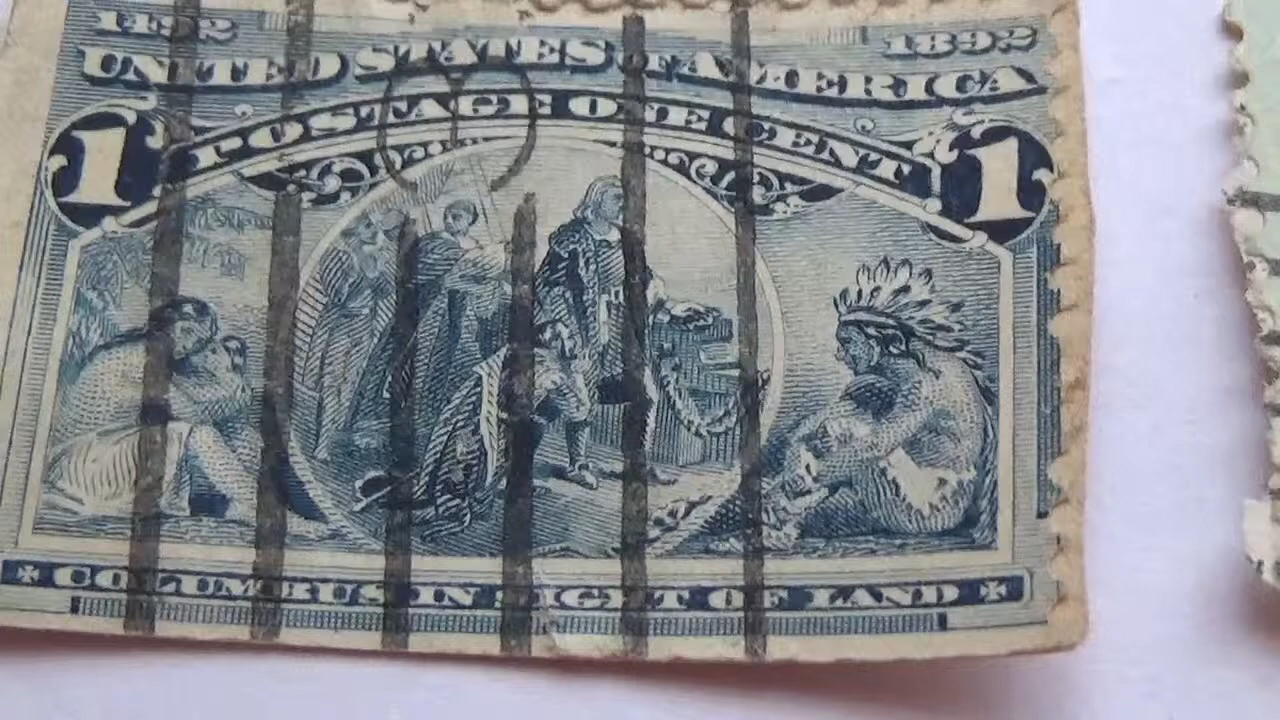 1492 1892
UNITED STATES OF AMERICA
1 POSTAGE ONE CENT 1
* COLUMBUS IN SIGHT OF LAND *